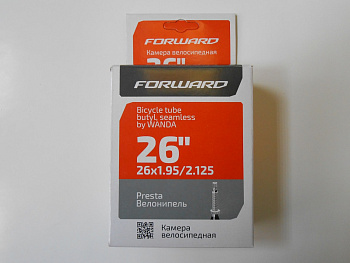 FORWARD
Камера велосипедная
26"
FORWARD
Bicycle tube
butyl, seamless
by WANDA
26"
26x1.95/2.125
Presta
Велонипель
Камера
велосипедная